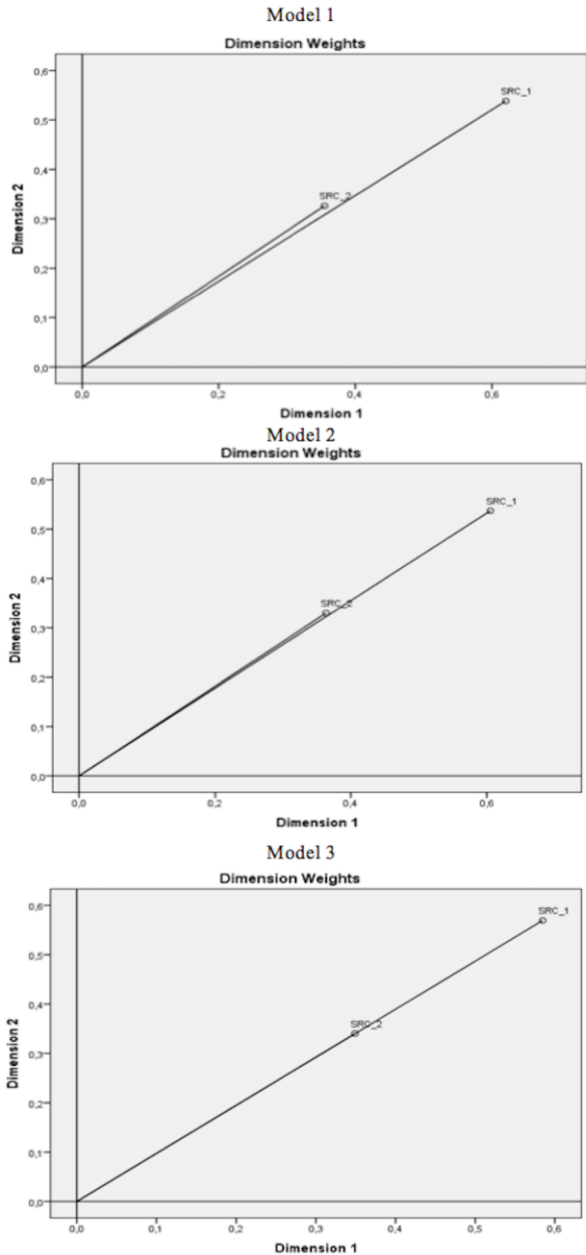 Model 1
Dimension Weights
0,6
SRC_1
0,5
0,4
SRC_2
0,3
0,2
0,1
0,0
Dimension 2
0,0 0,2 0,4 0,6
Dimension 1
Model 2
Dimension Weights
0,6
SRC_1
0,5
0,4
SRC_2
0,3
0,2
0,1
0,0
Dimension 2
0,0 0,2 0,4 0,6
Dimension 1
Model 3
Dimension Weights
0,6
SRC_1
0,5
0,4
SRC_2
0,3
0,2
0,1
0,0
Dimension 2
0,0 0,1 0,2 0,3 0,4 0,5 0,6
Dimension 1